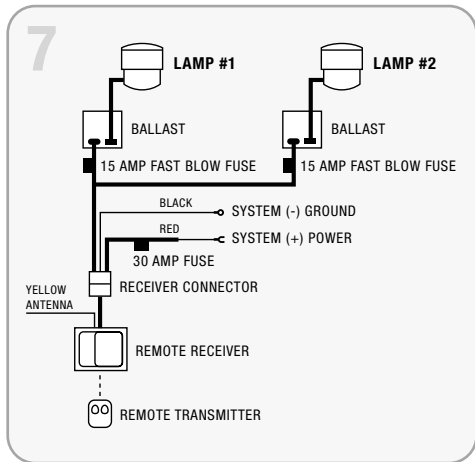 7
LAMP #1
LAMP #2
BALLAST
BALLAST
15 AMP FAST BLOW FUSE
15 AMP FAST BLOW FUSE
BLACK
SYSTEM (-) GROUND
RED
SYSTEM (+) POWER
30 AMP FUSE
RECEIVER CONNECTOR
YELLOW
ANTENNA
REMOTE RECEIVER
REMOTE TRANSMITTER